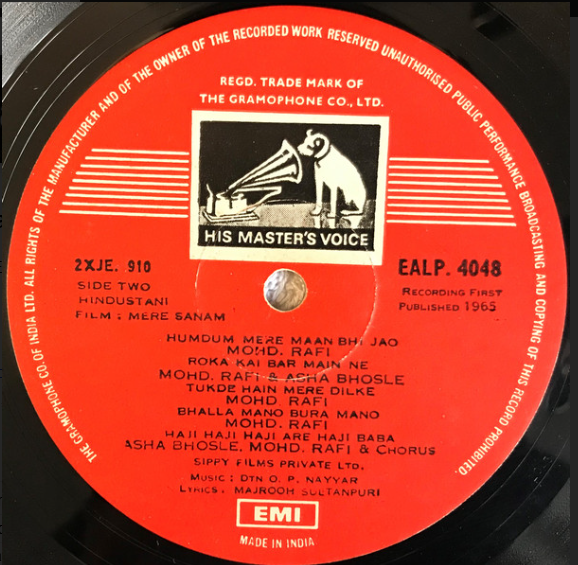 THE GRAMOPHONE CO OF INDIA LTD. ALL RIGHTS OF THE MANUFACTURER AND OF THE OWNER OF THE RECORDED WORK RESERVED UNAUTHORISED PUBLIC PERFORMANCE BROADCASTING AND COPYING OF THIS RECORD PROHIBITED.
REGD. TRADE MARK OF
THE GRAMOPHONE CO., LTD.
HIS MASTER'S VOICE
2XJE. 910
SIDE TWO
HINDUSTANI
FILM : MERE SANAM
EALP. 4048
RECORDING FIRST
PUBLISHED 1965
HUMDUM MERE MAAN BHI JAO
MOHD. RAFI
ROKA KAI BAR MAIN NE
MOHD. RAFI & ASHA BHOSLE
TUKDE HAIN MERE DILKE
MOHD. RAFI
BHALLA MANO BURA MANO
MOHD. RAFI
HAJI HAJI HAJI ARE HAJI BABA
ASHA BHOSLE, MOHD. RAFI & CHORUS
SIPPY FILMS PRIVATE LTD.
MUSIC : DTN O. P. NAYYAR
LYRICS : MAJROOH SULTANPURI
EMI
MADE IN INDIA